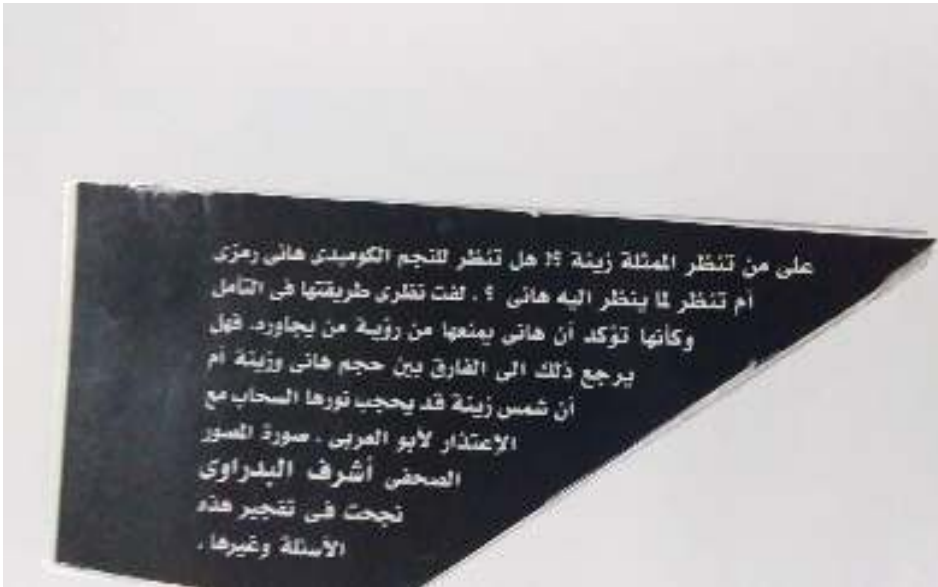 على من تنظر الممثلة زينة ؟! هل تنظر للنجم الكوميدى هانى رمزى
أم تنظر لما ينظر اليه هانى ؟ . لفت نظرى طريقتها فى التأمل
وكأنها تؤكد أن هانى يمنعها من رؤية من يجاوره. فهل
يرجع ذلك الى الفارق بين حجم هانى وزينة أم
أن شمس زينة قد يحجب نورها السحاب مع
الإعتذار لأبو العربى . صورة المصور
الصحفى أشرف البدراوى
نجحت فى تفجير هذه
الأسئلة وغيرها .